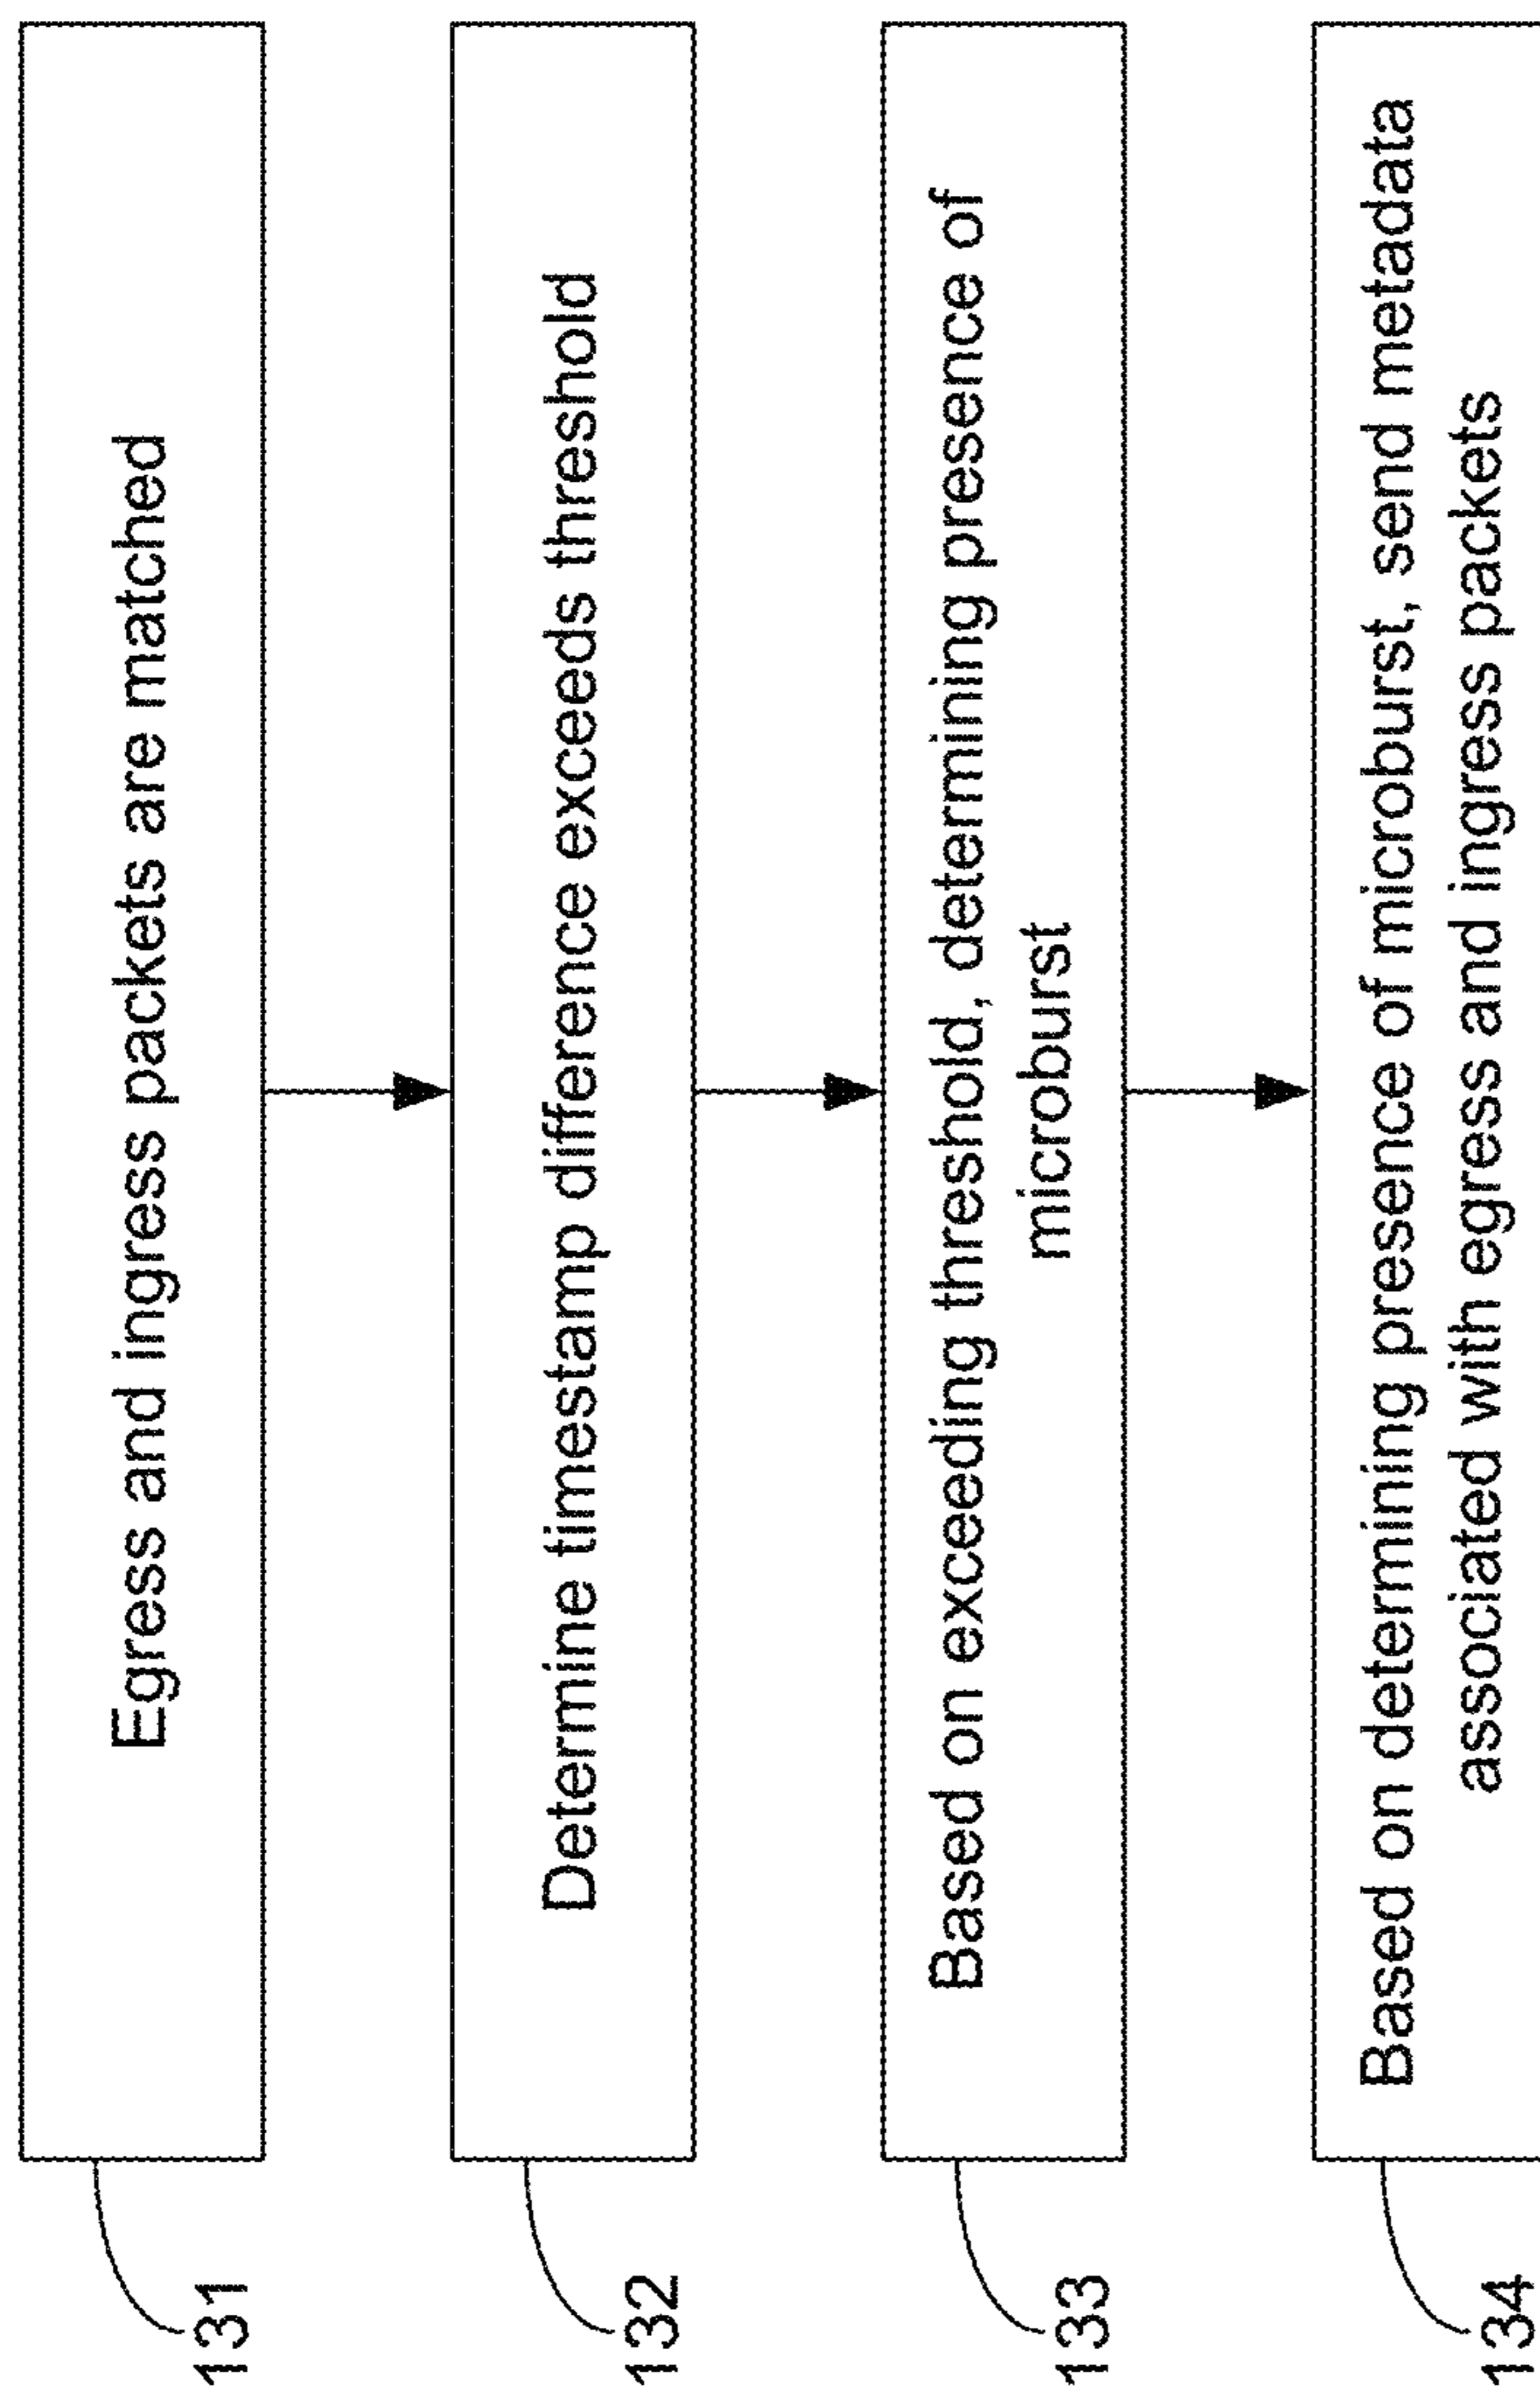 131
Egress and ingress packets are matched
132
Determine timestamp difference exceeds threshold
133
Based on exceeding threshold, determining presence of
microburst
134
Based on determining presence of microburst, send metadata
associated with egress and ingress packets